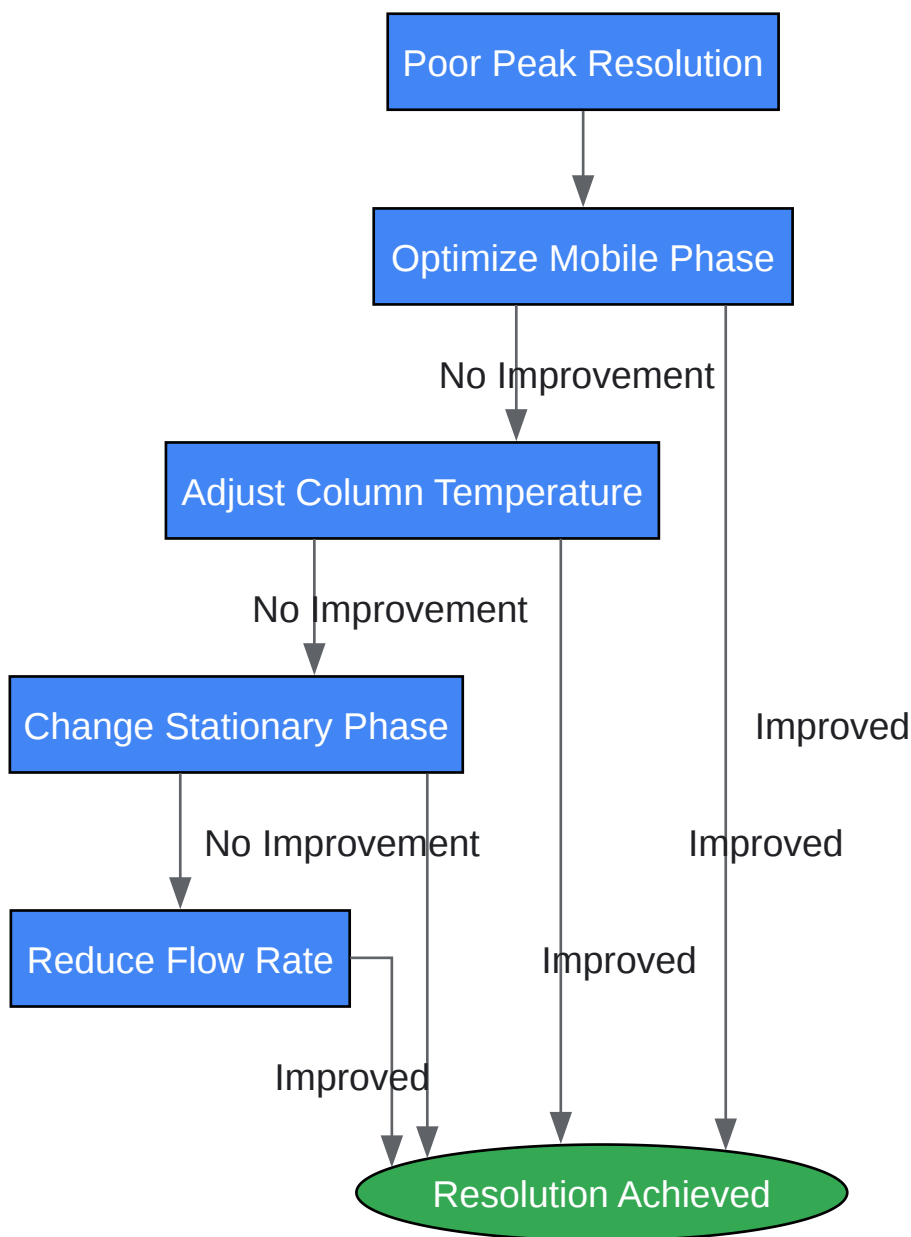 Poor Peak Resolution
Optimize Mobile Phase
No Improvement
Adjust Column Temperature
No Improvement
Change Stationary Phase
Improved
No Improvement
Improved
Reduce Flow Rate
Improved
Improved
Resolution Achieved